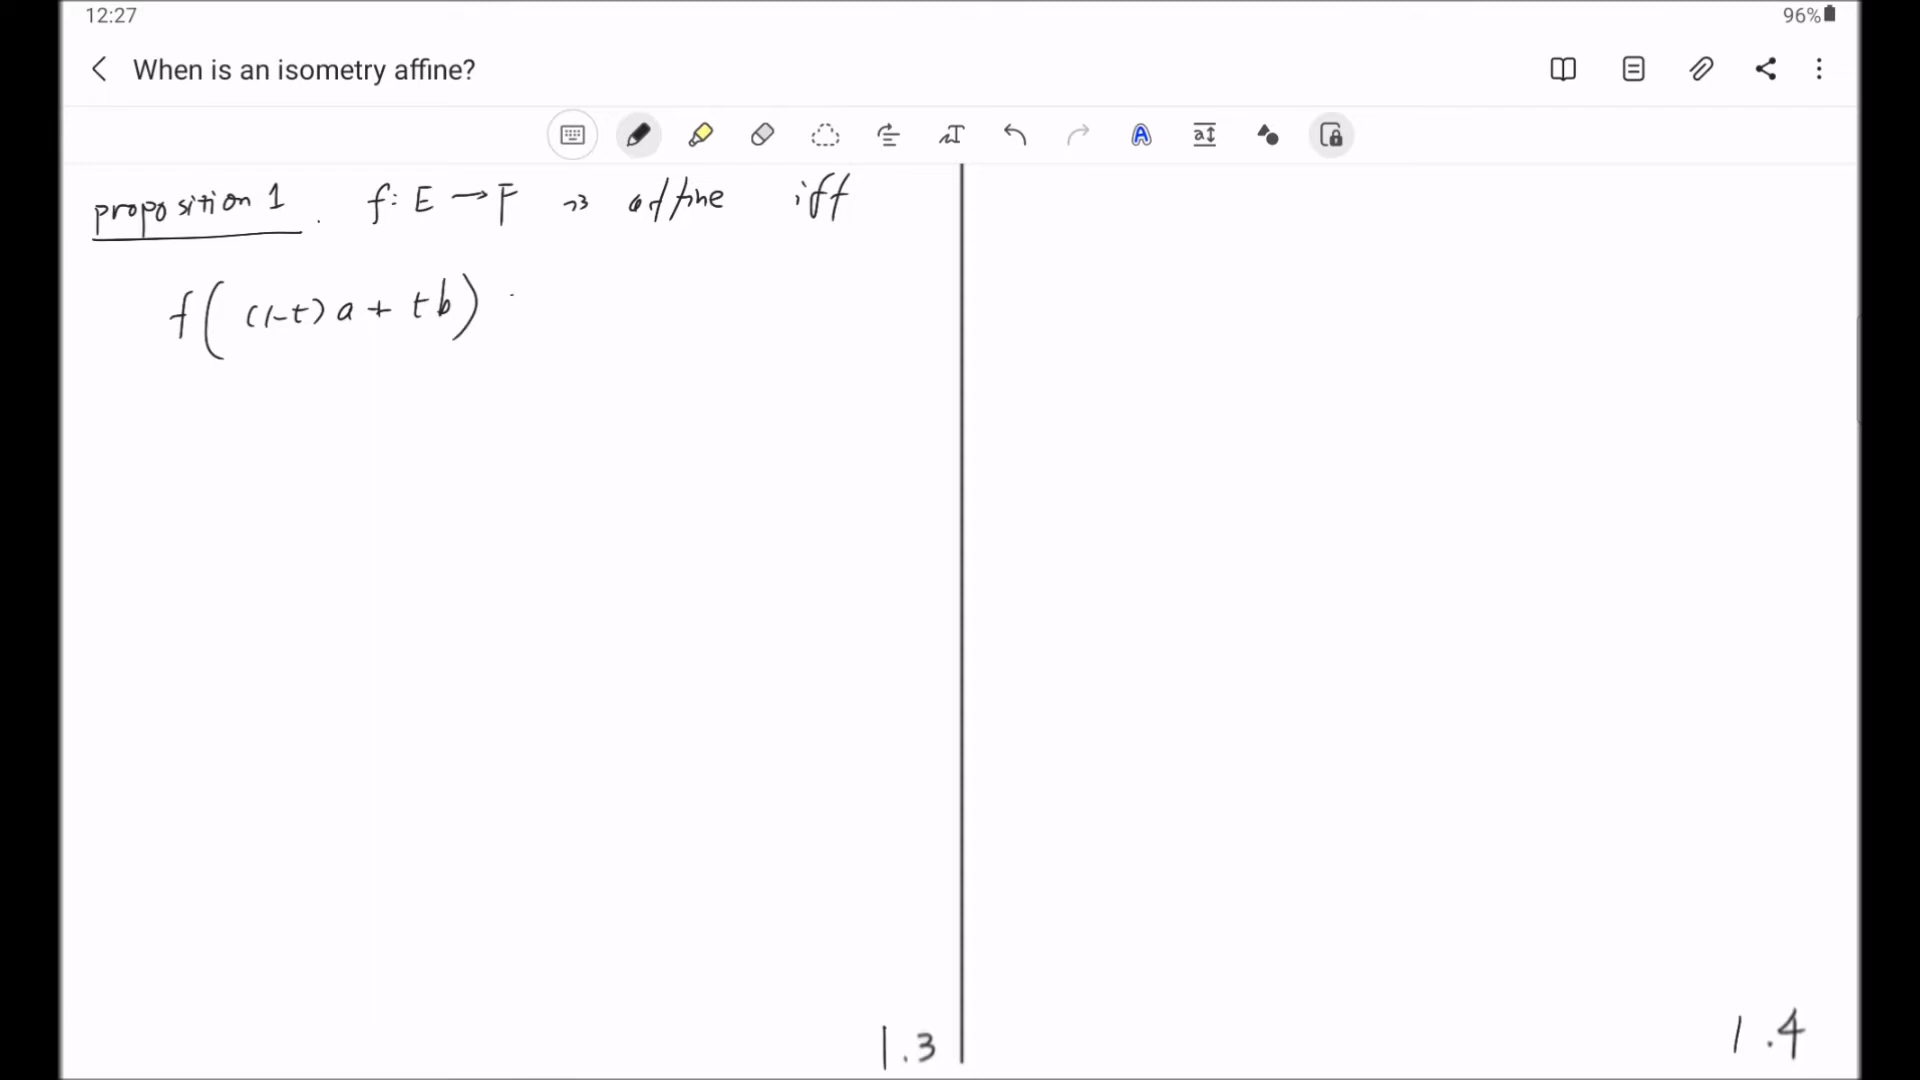 12:27
96%
When is an isometry affine?
proposition 1. f: E → F is affine iff
f((1-t)a + tb)
1.3
1.4